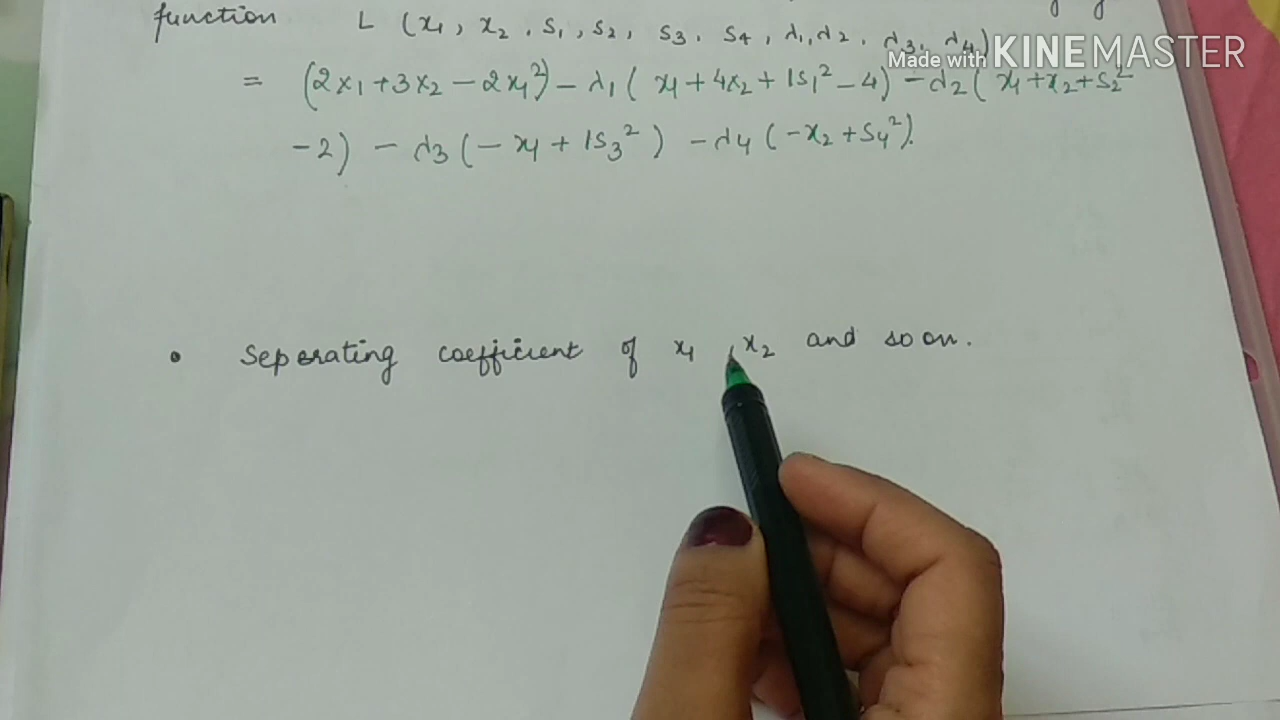 function L (x1, x2, S1, S2, S3, S4, λ1, λ2, λ3, λ4)
Made with KINEMASTER
= (2x1+3x2-2x1²) - λ1( x1+4x2+1S1²-4) - λ2( x1+x2+S2²
-2) - λ3(-x1+1S3²) - λ4(-x2+S4²).
• Seperating coefficient of x1, x2 and so on.